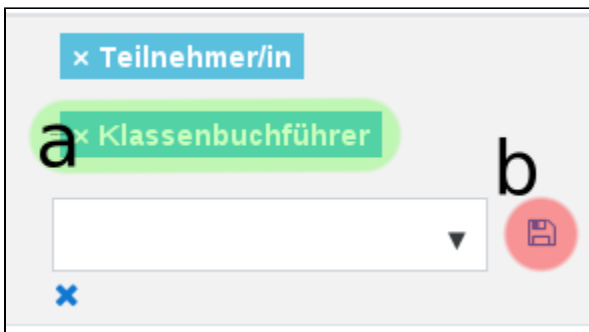 × Teilnehmer/in
a × Klassenbuchführer
b